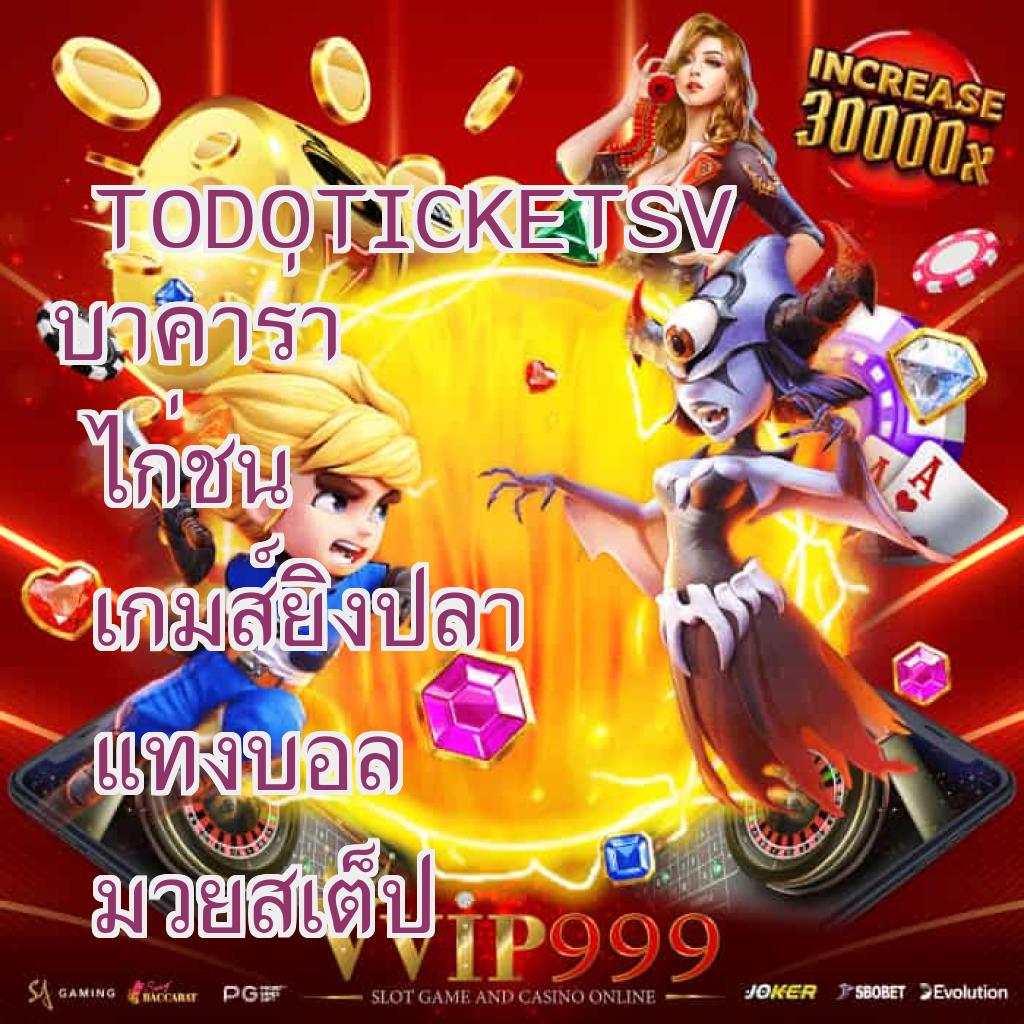 INCREASE
30000x
TODOTICKETSV
บาคาร่า
ไก่ชน
เกมส์ยิงปลา
แทงบอล
มวยสเต็ป
WiP999
SLOT GAME AND CASINO ONLINE
SA GAMING
Sexy BACCARAT
PG
JOKER
SBOBET
Evolution
A
A